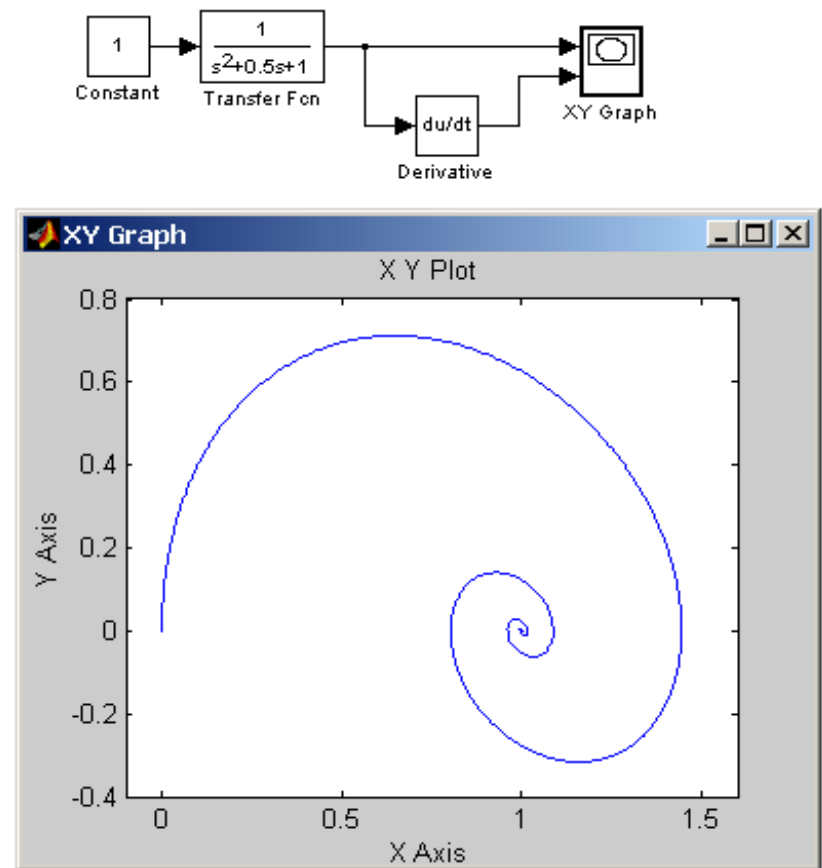 1
Constant
1
s2+0.5s+1
Transfer Fcn
du/dt
Derivative
XY Graph
XY Graph
X Y Plot
0.8
0.6
0.4
0.2
0
-0.2
-0.4
Y Axis
0
0.5
1
1.5
X Axis